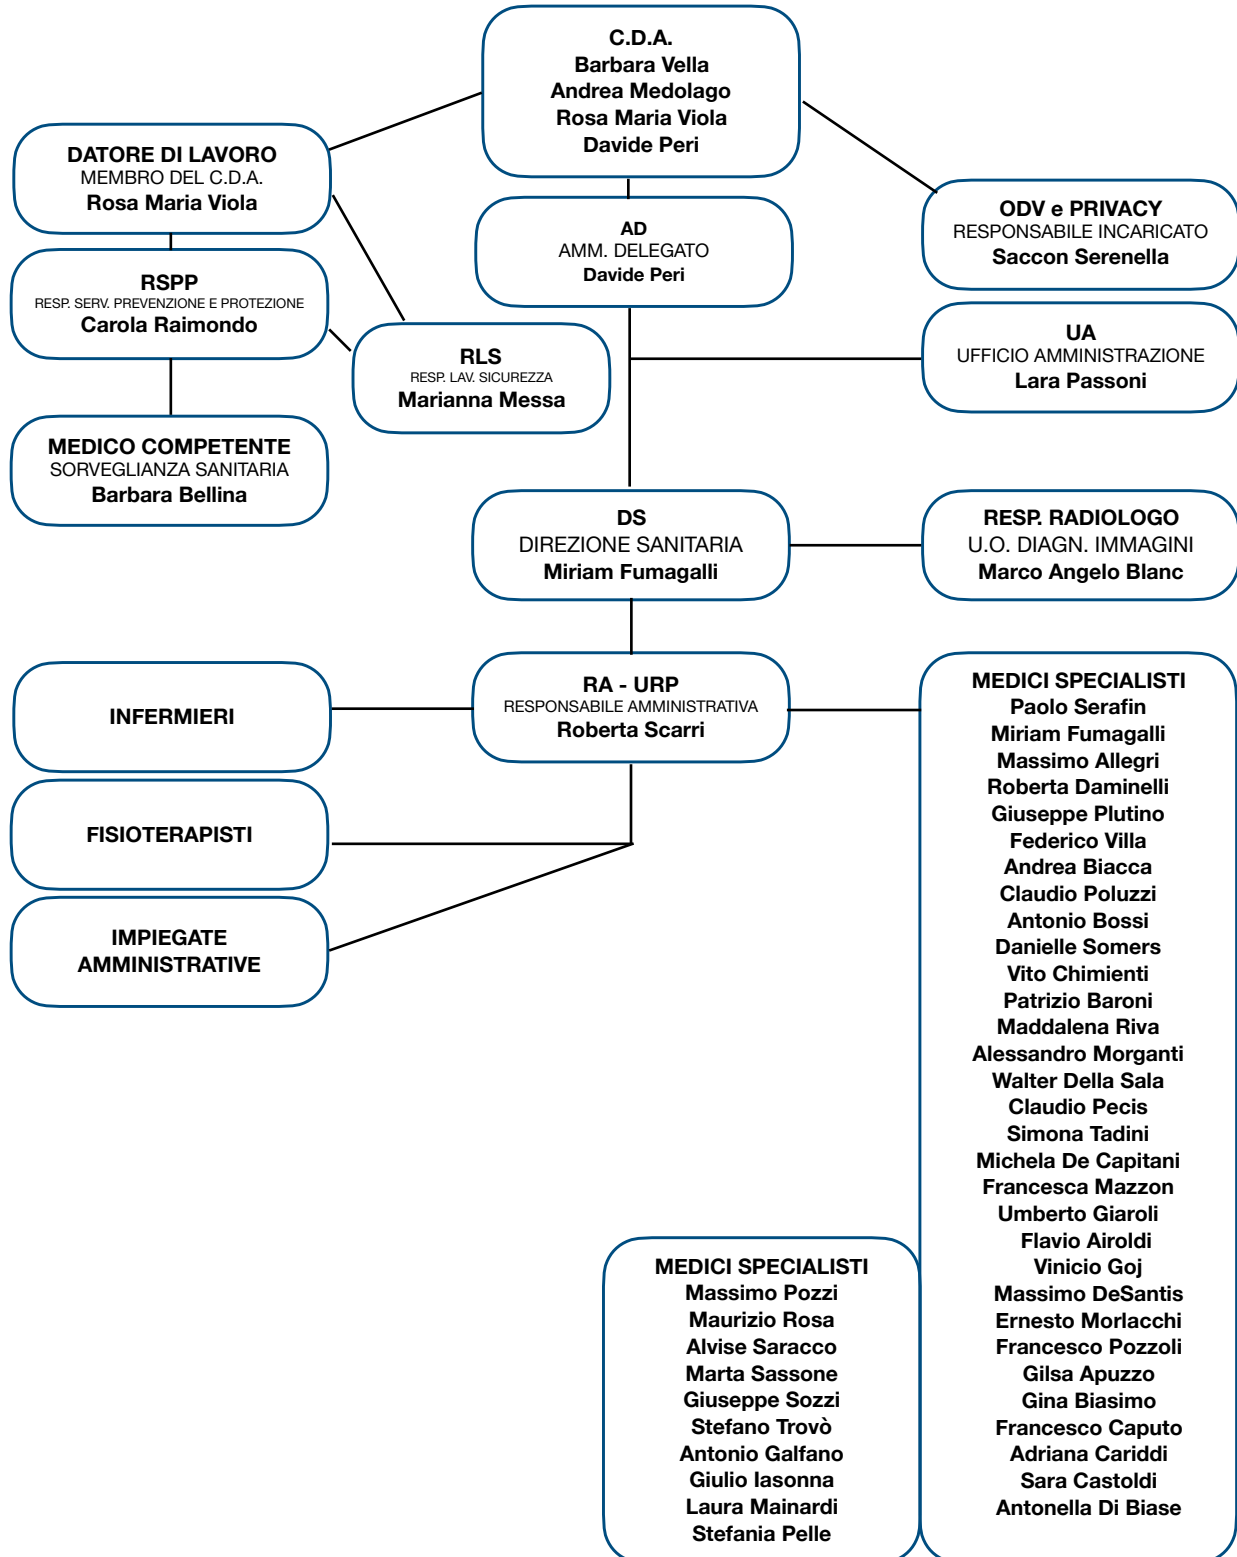 C.D.A.
Barbara Vella
Andrea Medolago
Rosa Maria Viola
Davide Peri
DATORE DI LAVORO
MEMBRO DEL C.D.A.
Rosa Maria Viola
AD
AMM. DELEGATO
Davide Peri
ODV e PRIVACY
RESPONSABILE INCARICATO
Saccon Serenella
RSPP
RESP. SERV. PREVENZIONE E PROTEZIONE
Carola Raimondo
RLS
RESP. LAV. SICUREZZA
Marianna Messa
UA
UFFICIO AMMINISTRAZIONE
Lara Passoni
MEDICO COMPETENTE
SORVEGLIANZA SANITARIA
Barbara Bellina
DS
DIREZIONE SANITARIA
Miriam Fumagalli
RESP. RADIOLOGO
U.O. DIAGN. IMMAGINI
Marco Angelo Blanc
INFERMIERI
RA - URP
RESPONSABILE AMMINISTRATIVA
Roberta Scarri
FISIOTERAPISTI
IMPIEGATE
AMMINISTRATIVE
MEDICI SPECIALISTI
Paolo Serafin
Miriam Fumagalli
Massimo Allegri
Roberta Daminelli
Giuseppe Plutino
Federico Villa
Andrea Biacca
Claudio Poluzzi
Antonio Bossi
Danielle Somers
Vito Chimienti
Patrizio Baroni
Maddalena Riva
Alessandro Morganti
Walter Della Sala
Claudio Pecis
Simona Tadini
Michela De Capitani
Francesca Mazzon
Umberto Giaroli
Flavio Airoldi
Vinicio Goj
Massimo DeSantis
Ernesto Morlacchi
Francesco Pozzoli
Gilsa Apuzzo
Gina Biasimo
Francesco Caputo
Adriana Cariddi
Sara Castoldi
Antonella Di Biase
MEDICI SPECIALISTI
Massimo Pozzi
Maurizio Rosa
Alvise Saracco
Marta Sassone
Giuseppe Sozzi
Stefano Trovò
Antonio Galfano
Giulio Iasonna
Laura Mainardi
Stefania Pelle